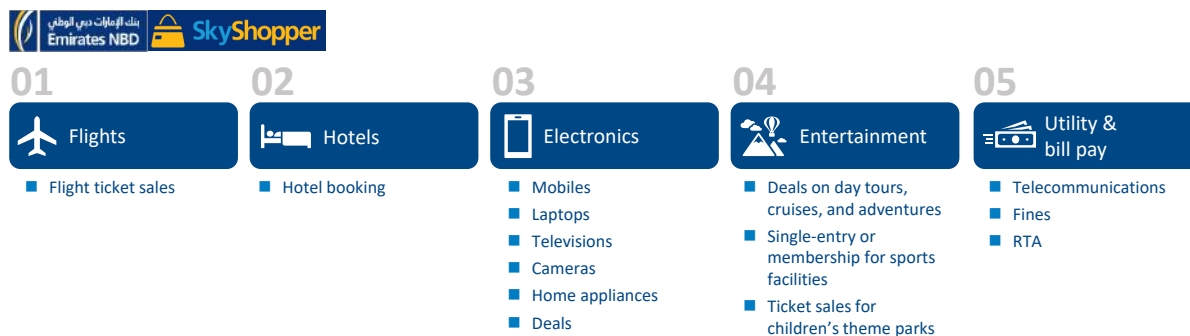 بنك الإمارات دبي الوطني
Emirates NBD
SkyShopper
01
Flights
Flight ticket sales
02
Hotels
Hotel booking
03
Electronics
Mobiles
Laptops
Televisions
Cameras
Home appliances
Deals
04
Entertainment
Deals on day tours,
cruises, and adventures
Single-entry or
membership for sports
facilities
Ticket sales for
children's theme parks
05
Utility &
bill pay
Telecommunications
Fines
RTA